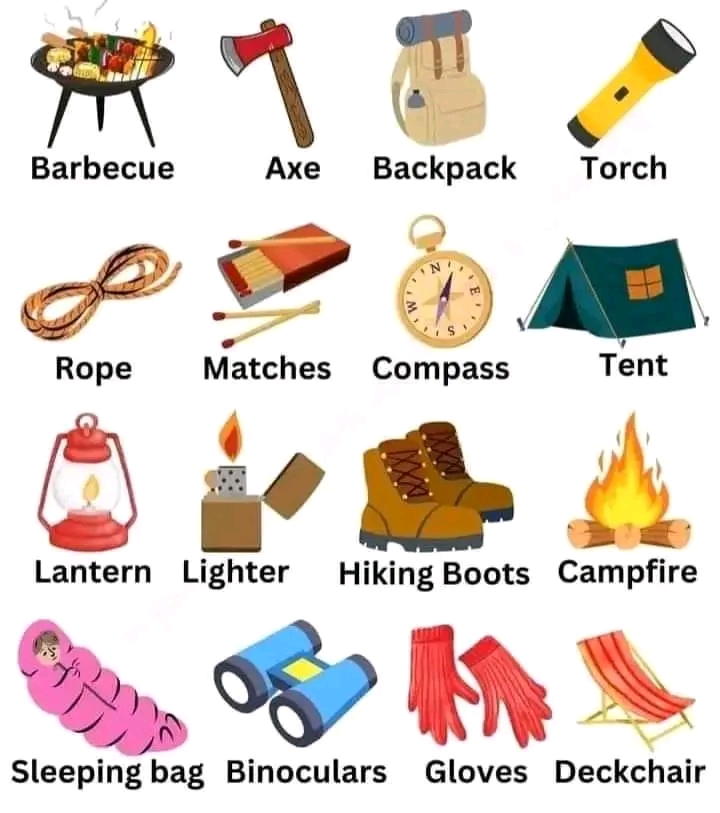 Barbecue
Axe
Backpack
Torch
Rope
Matches
Compass
Tent
Lantern
Lighter
Hiking Boots
Campfire
Sleeping bag
Binoculars
Gloves
Deckchair
N
E
S
W